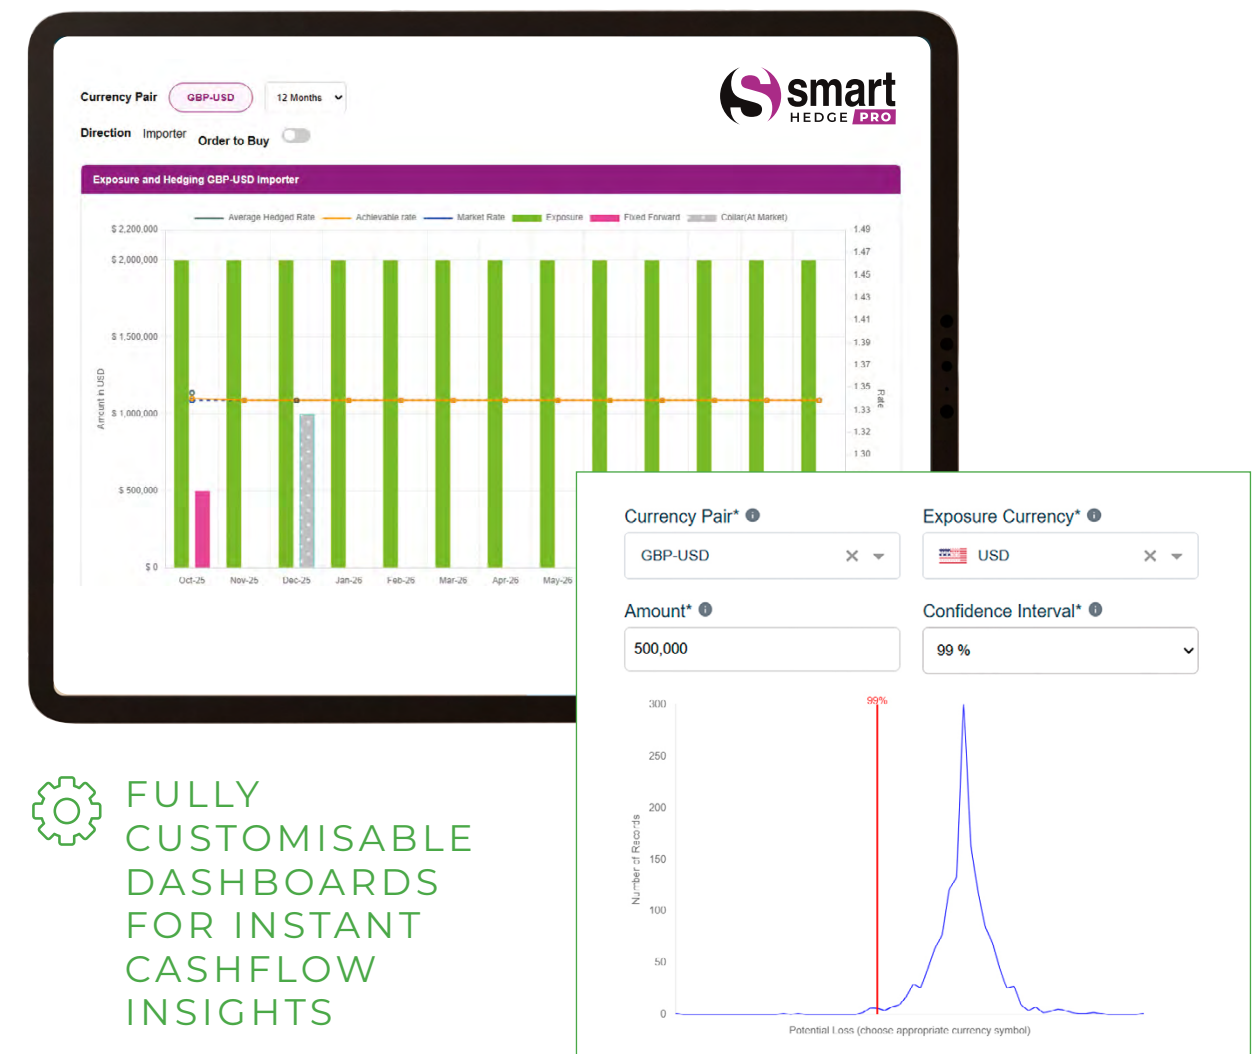 Currency Pair GBP-USD 12 Months
smart
HEDGE PRO
Direction Importer Order to Buy
Exposure and Hedging GBP-USD Importer
Average Hedged Rate Achievable rate Market Rate Exposure Fixed Forward Collar(At Market)
$ 2,200,000
$ 2,000,000
$ 1,500,000
$ 1,000,000
$ 500,000
$ 0
Amount in USD
1.49
1.47
1.45
1.43
1.41
1.39
1.37
1.35
1.33
1.32
1.30
Rate
Oct-25 Nov-25 Dec-25 Jan-26 Feb-26 Mar-26 Apr-26 May-26
Currency Pair* Exposure Currency*
GBP-USD USD
Amount* Confidence Interval*
500,000 99 %
99%
300
250
200
150
100
50
0
Number of Records
Potential Loss (choose appropriate currency symbol)
FULLY
CUSTOMISABLE
DASHBOARDS
FOR INSTANT
CASHFLOW
INSIGHTS